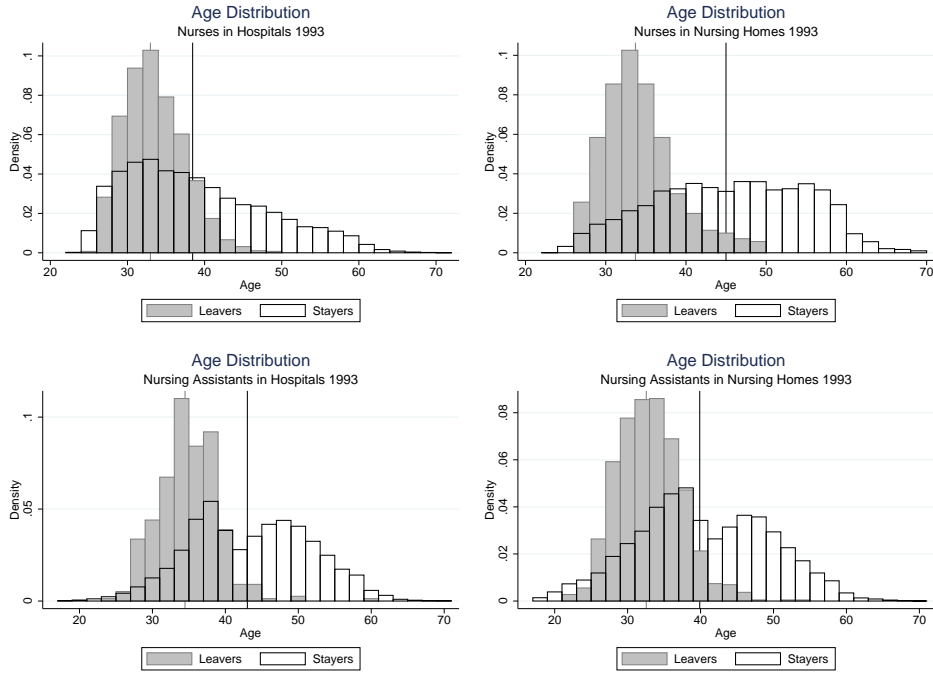 Age Distribution
Nurses in Hospitals 1993
Density
0 .02 .04 .06 .08 .1
20 30 40 50 60 70
Age
Leavers Stayers
Age Distribution
Nurses in Nursing Homes 1993
Density
0 .02 .04 .06 .08 .1
20 30 40 50 60 70
Age
Leavers Stayers
Age Distribution
Nursing Assistants in Hospitals 1993
Density
0 .05 .1
20 30 40 50 60 70
Age
Leavers Stayers
Age Distribution
Nursing Assistants in Nursing Homes 1993
Density
0 .02 .04 .06 .08
20 30 40 50 60 70
Age
Leavers Stayers